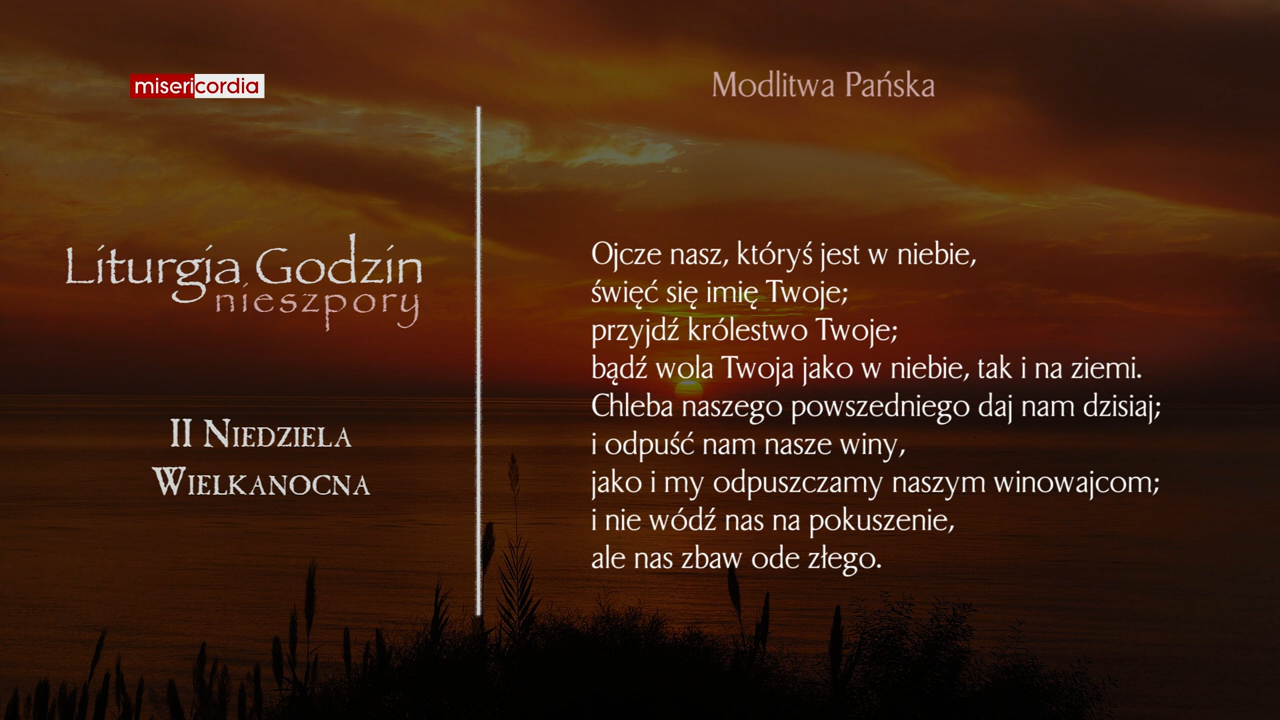 misericordia
Liturgia Godzin
nieszpory
II Niedziela
Wielkanocna
Modlitwa Pańska
Ojcze nasz, któryś jest w niebie,
święć się imię Twoje;
przyjdź królestwo Twoje;
bądź wola Twoja jako w niebie, tak i na ziemi.
Chleba naszego powszedniego daj nam dzisiaj;
i odpuść nam nasze winy,
jako i my odpuszczamy naszym winowajcom;
i nie wódź nas na pokuszenie,
ale nas zbaw ode złego.